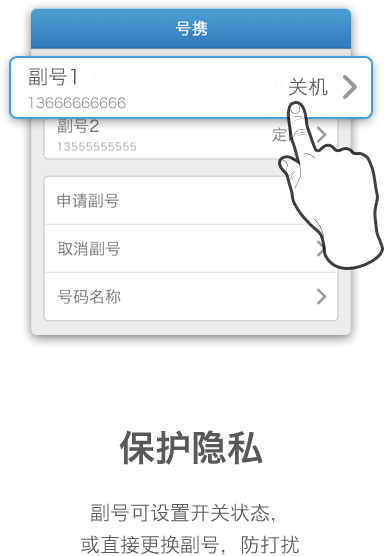 号携
副号1
关机
13666666666
副号2
定
13555555555
申请副号
取消副号
号码名称
保护隐私
副号可设置开关状态，
或直接更换副号，防打扰